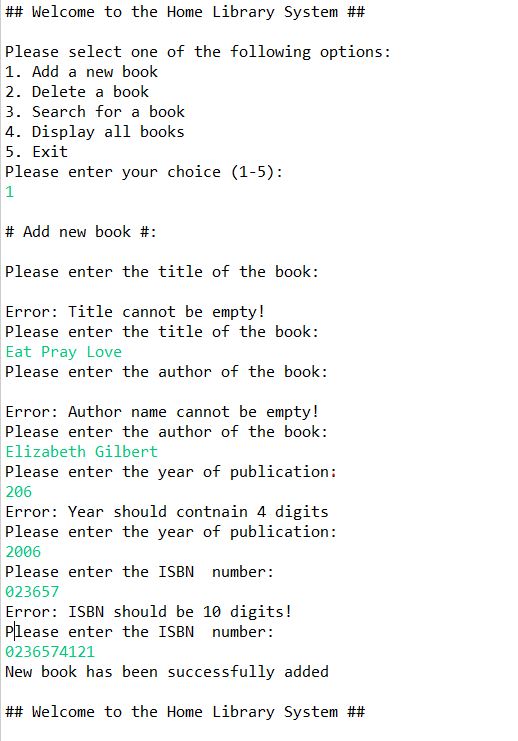 ## Welcome to the Home Library System ##
Please select one of the following options:
1. Add a new book
2. Delete a book
3. Search for a book
4. Display all books
5. Exit
Please enter your choice (1-5):
1
# Add new book #:
Please enter the title of the book:
Error: Title cannot be empty!
Please enter the title of the book:
Eat Pray Love
Please enter the author of the book:
Error: Author name cannot be empty!
Please enter the author of the book:
Elizabeth Gilbert
Please enter the year of publication:
206
Error: Year should contnain 4 digits
Please enter the year of publication:
2006
Please enter the ISBN  number:
023657
Error: ISBN should be 10 digits!
Please enter the ISBN  number:
0236574121
New book has been successfully added
## Welcome to the Home Library System ##